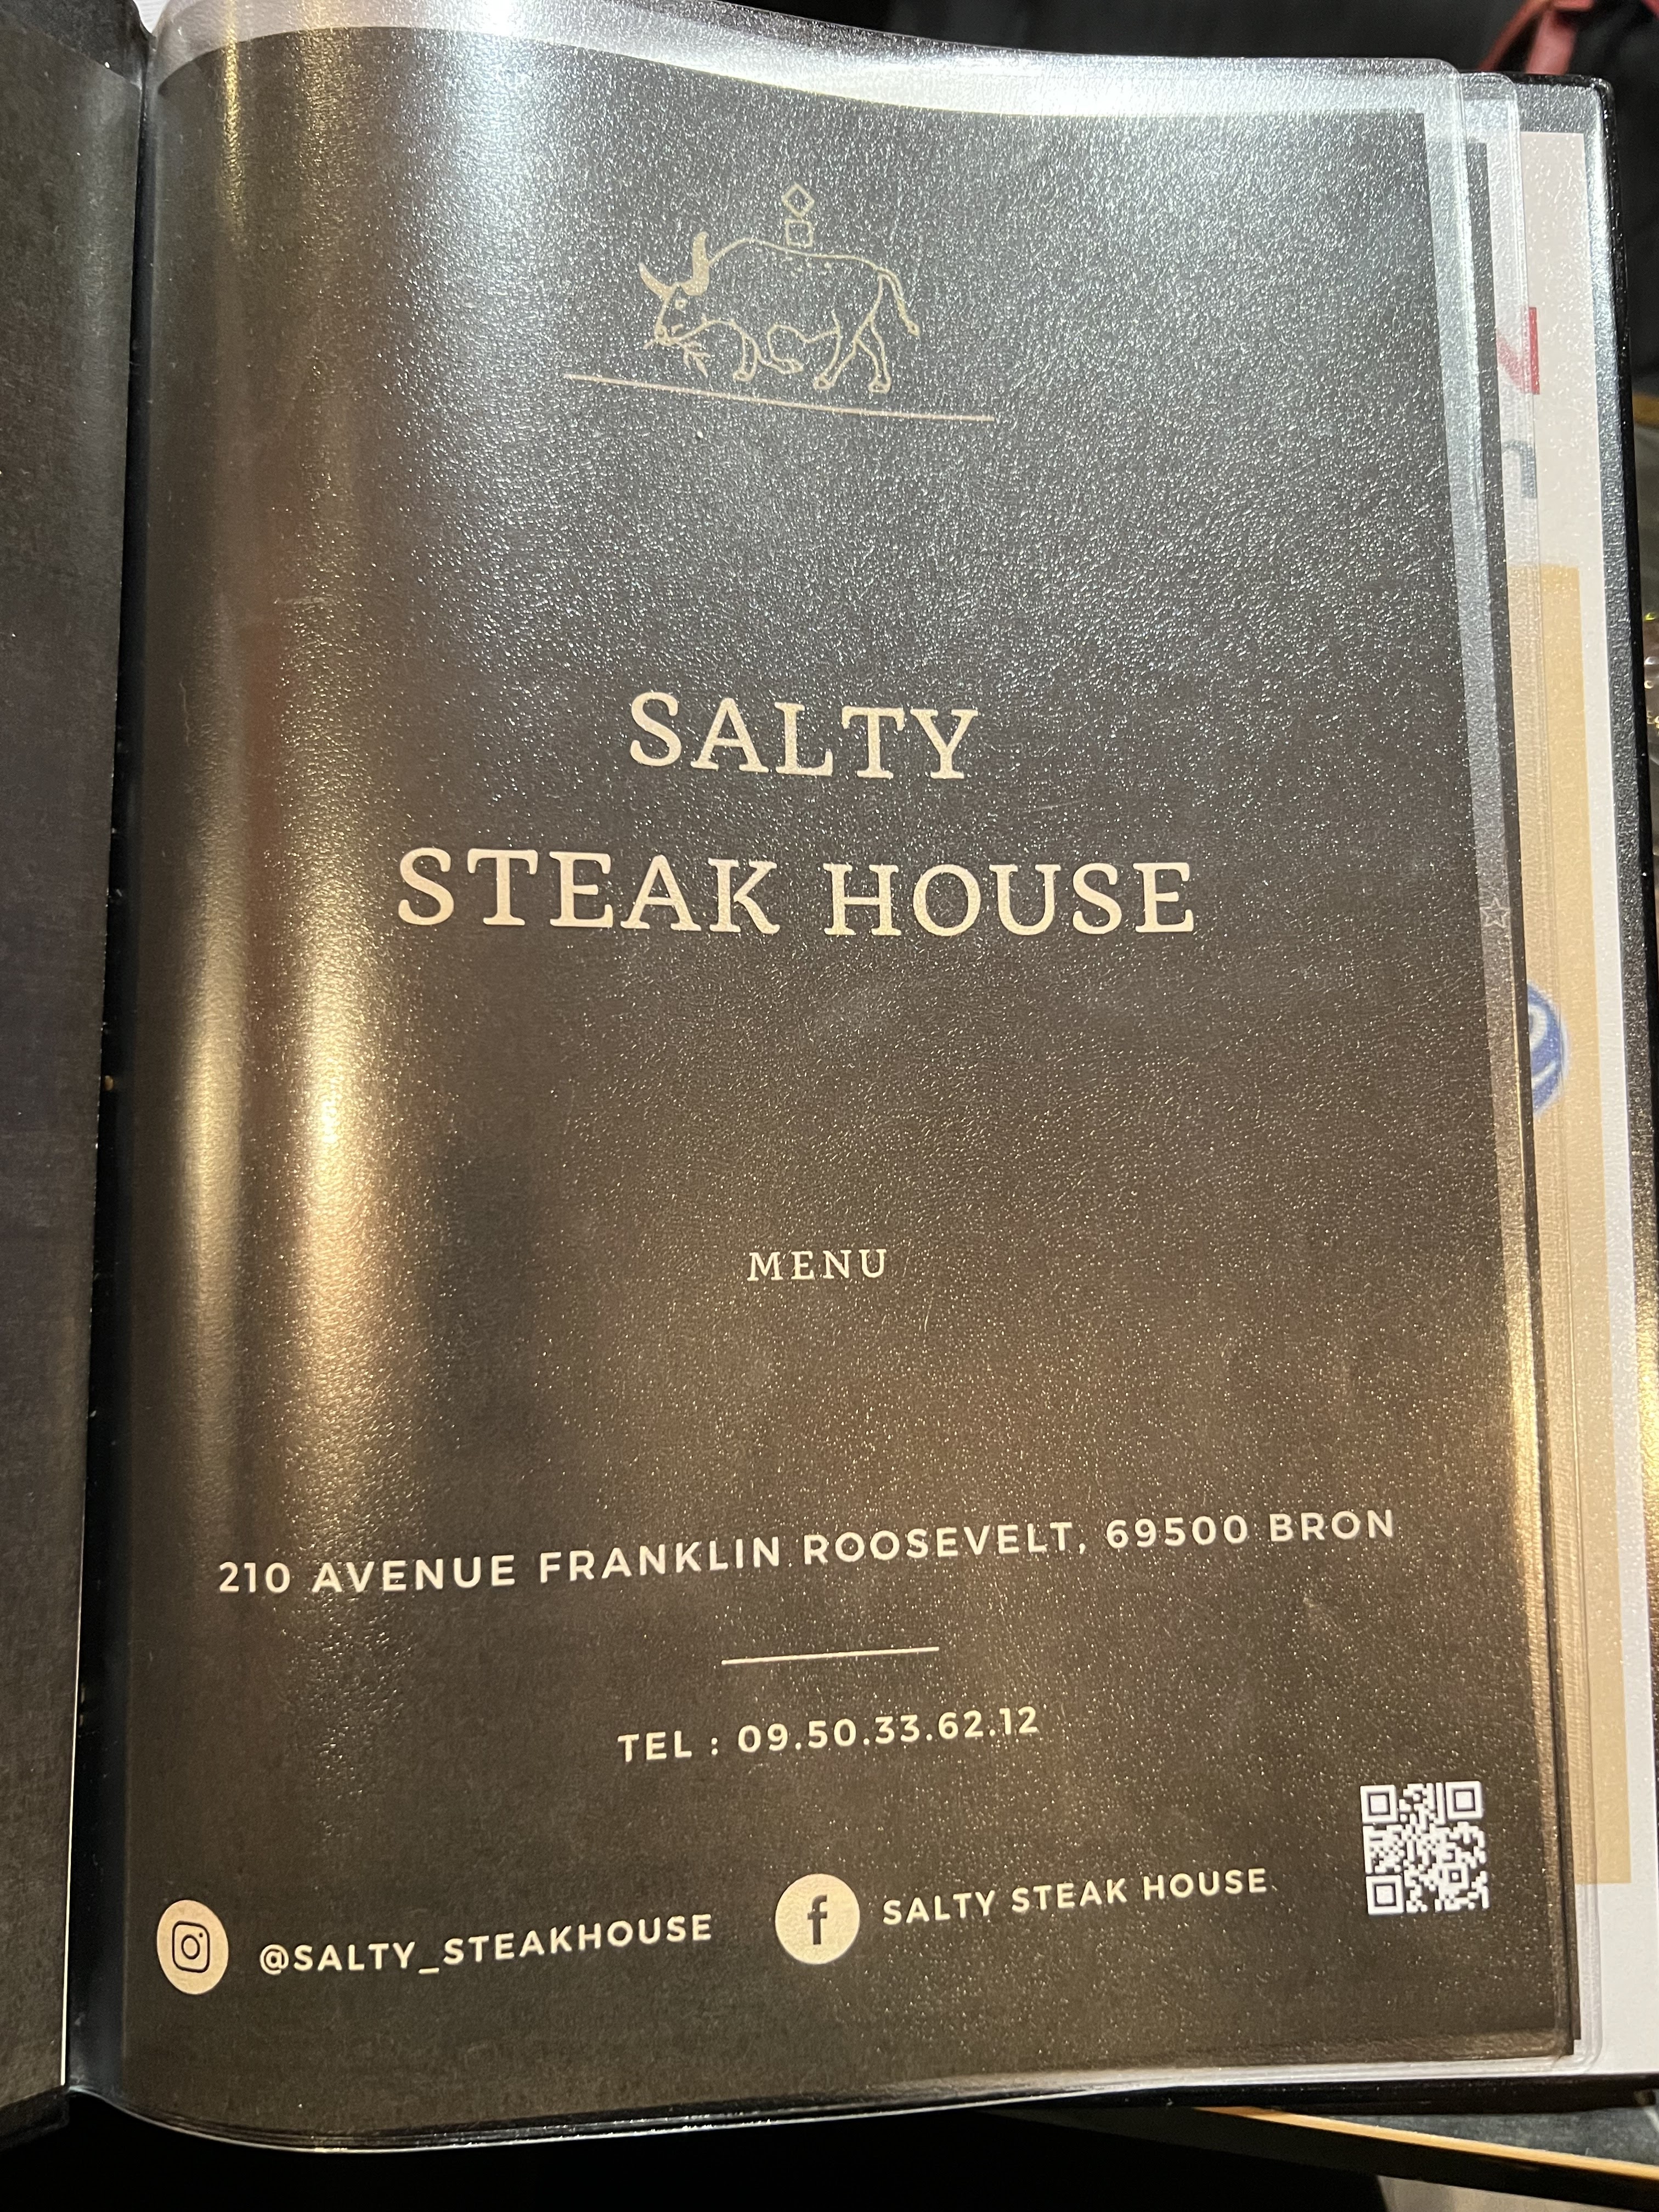 SALTY
STEAK HOUSE
MENU
210 AVENUE FRANKLIN ROOSEVELT, 69500 BRON
TEL : 09.50.33.62.12
@SALTY_STEAKHOUSE
SALTY STEAK HOUSE